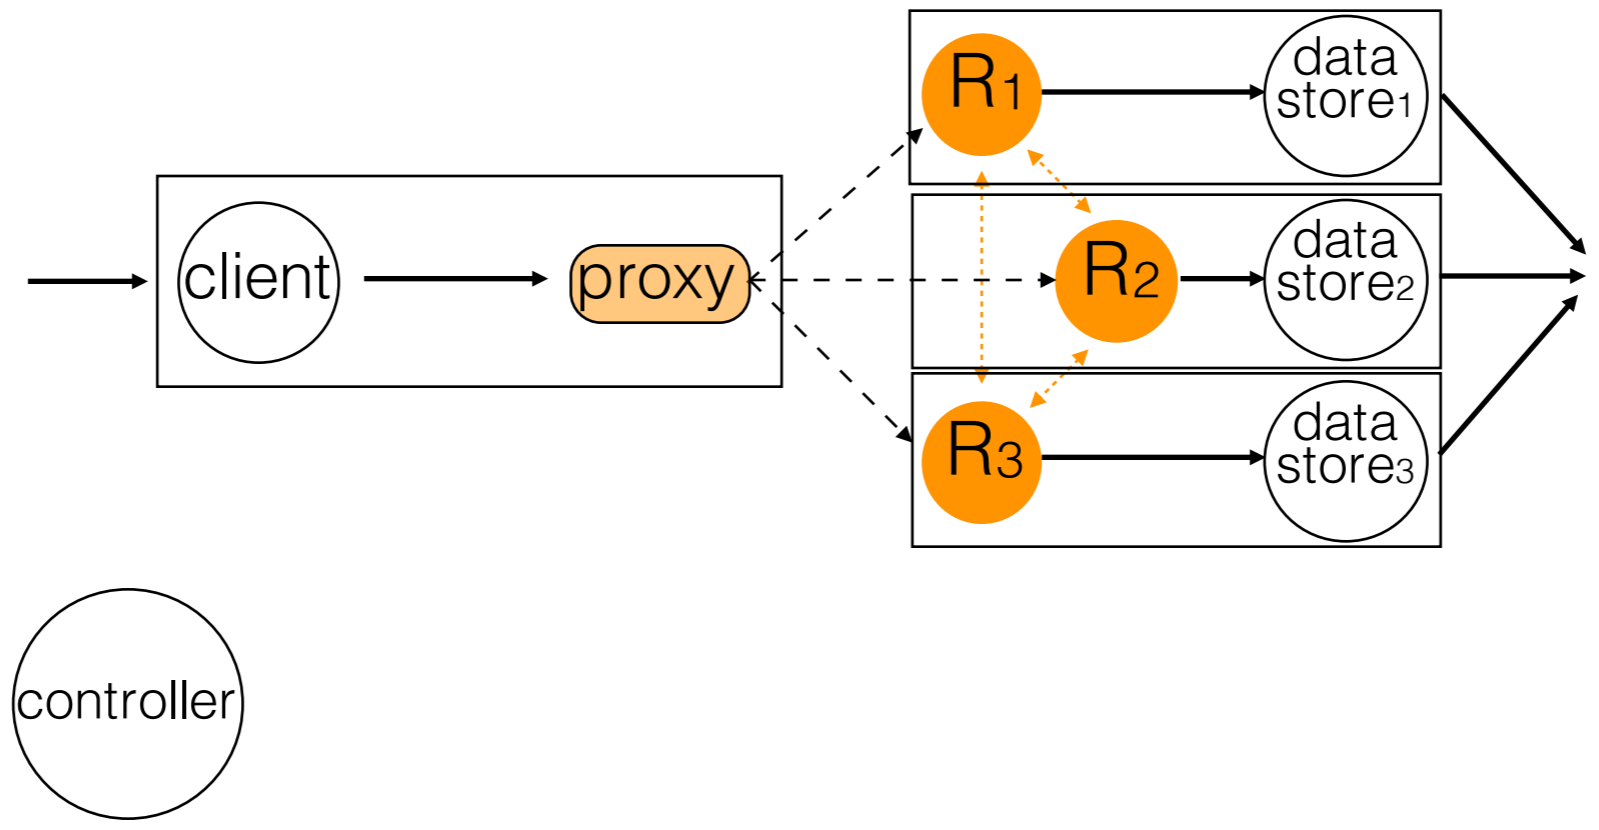 client
proxy
R1
data
store1
R2
data
store2
R3
data
store3
controller